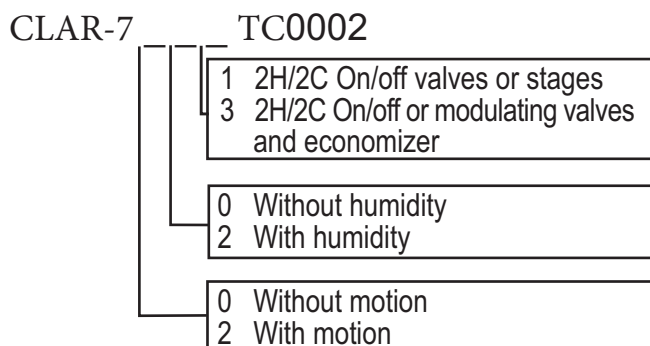 CLAR-7_ _ _ TC0002
1 2H/2C On/off valves or stages
3 2H/2C On/off or modulating valves
and economizer
0 Without humidity
2 With humidity
0 Without motion
2 With motion